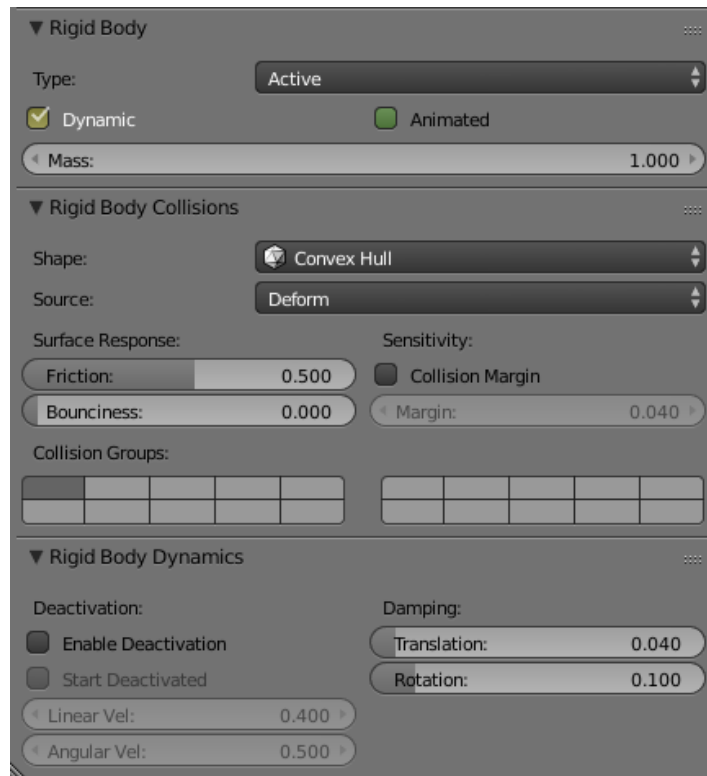 Rigid Body
Type: Active
Dynamic Animated
Mass: 1.000
Rigid Body Collisions
Shape: Convex Hull
Source: Deform
Surface Response: Sensitivity:
Friction: 0.500 Collision Margin
Bounciness: 0.000 Margin: 0.040
Collision Groups:
Rigid Body Dynamics
Deactivation: Damping:
Enable Deactivation Translation: 0.040
Start Deactivated Rotation: 0.100
Linear Vel: 0.400
Angular Vel: 0.500